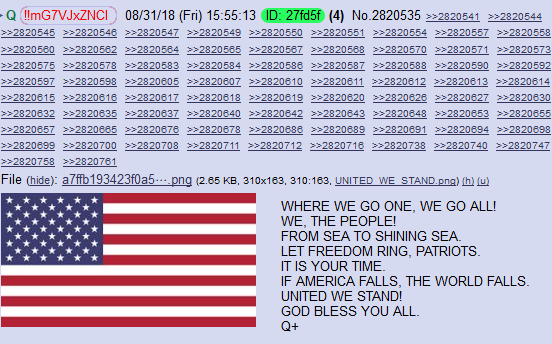 Q !!mG7VJxZNCI 08/31/18 (Fri) 15:55:13 ID: 27fd5f (4) No.2820535 >>2820541 >>2820544
>>2820545 >>2820546 >>2820547 >>2820549 >>2820550 >>2820551 >>2820554 >>2820557 >>2820558
>>2820560 >>2820562 >>2820564 >>2820565 >>2820566 >>2820568 >>2820570 >>2820571 >>2820573
>>2820575 >>2820578 >>2820583 >>2820584 >>2820586 >>2820587 >>2820588 >>2820590 >>2820592
>>2820597 >>2820598 >>2820605 >>2820607 >>2820610 >>2820611 >>2820612 >>2820613 >>2820614
>>2820615 >>2820616 >>2820617 >>2820618 >>2820619 >>2820620 >>2820626 >>2820627 >>2820630
>>2820632 >>2820635 >>2820637 >>2820640 >>2820642 >>2820643 >>2820648 >>2820653 >>2820655
>>2820657 >>2820665 >>2820676 >>2820678 >>2820686 >>2820689 >>2820691 >>2820694 >>2820698
>>2820699 >>2820700 >>2820708 >>2820711 >>2820712 >>2820716 >>2820738 >>2820740 >>2820747
>>2820758 >>2820761
File (hide): a7ffb193423f0a5⋯.png (2.65 KB, 310x163, 310:163, UNITED_WE_STAND.png) (h) (u)
WHERE WE GO ONE, WE GO ALL!
WE, THE PEOPLE!
FROM SEA TO SHINING SEA.
LET FREEDOM RING, PATRIOTS.
IT IS YOUR TIME.
IF AMERICA FALLS, THE WORLD FALLS.
UNITED WE STAND!
GOD BLESS YOU ALL.
Q+